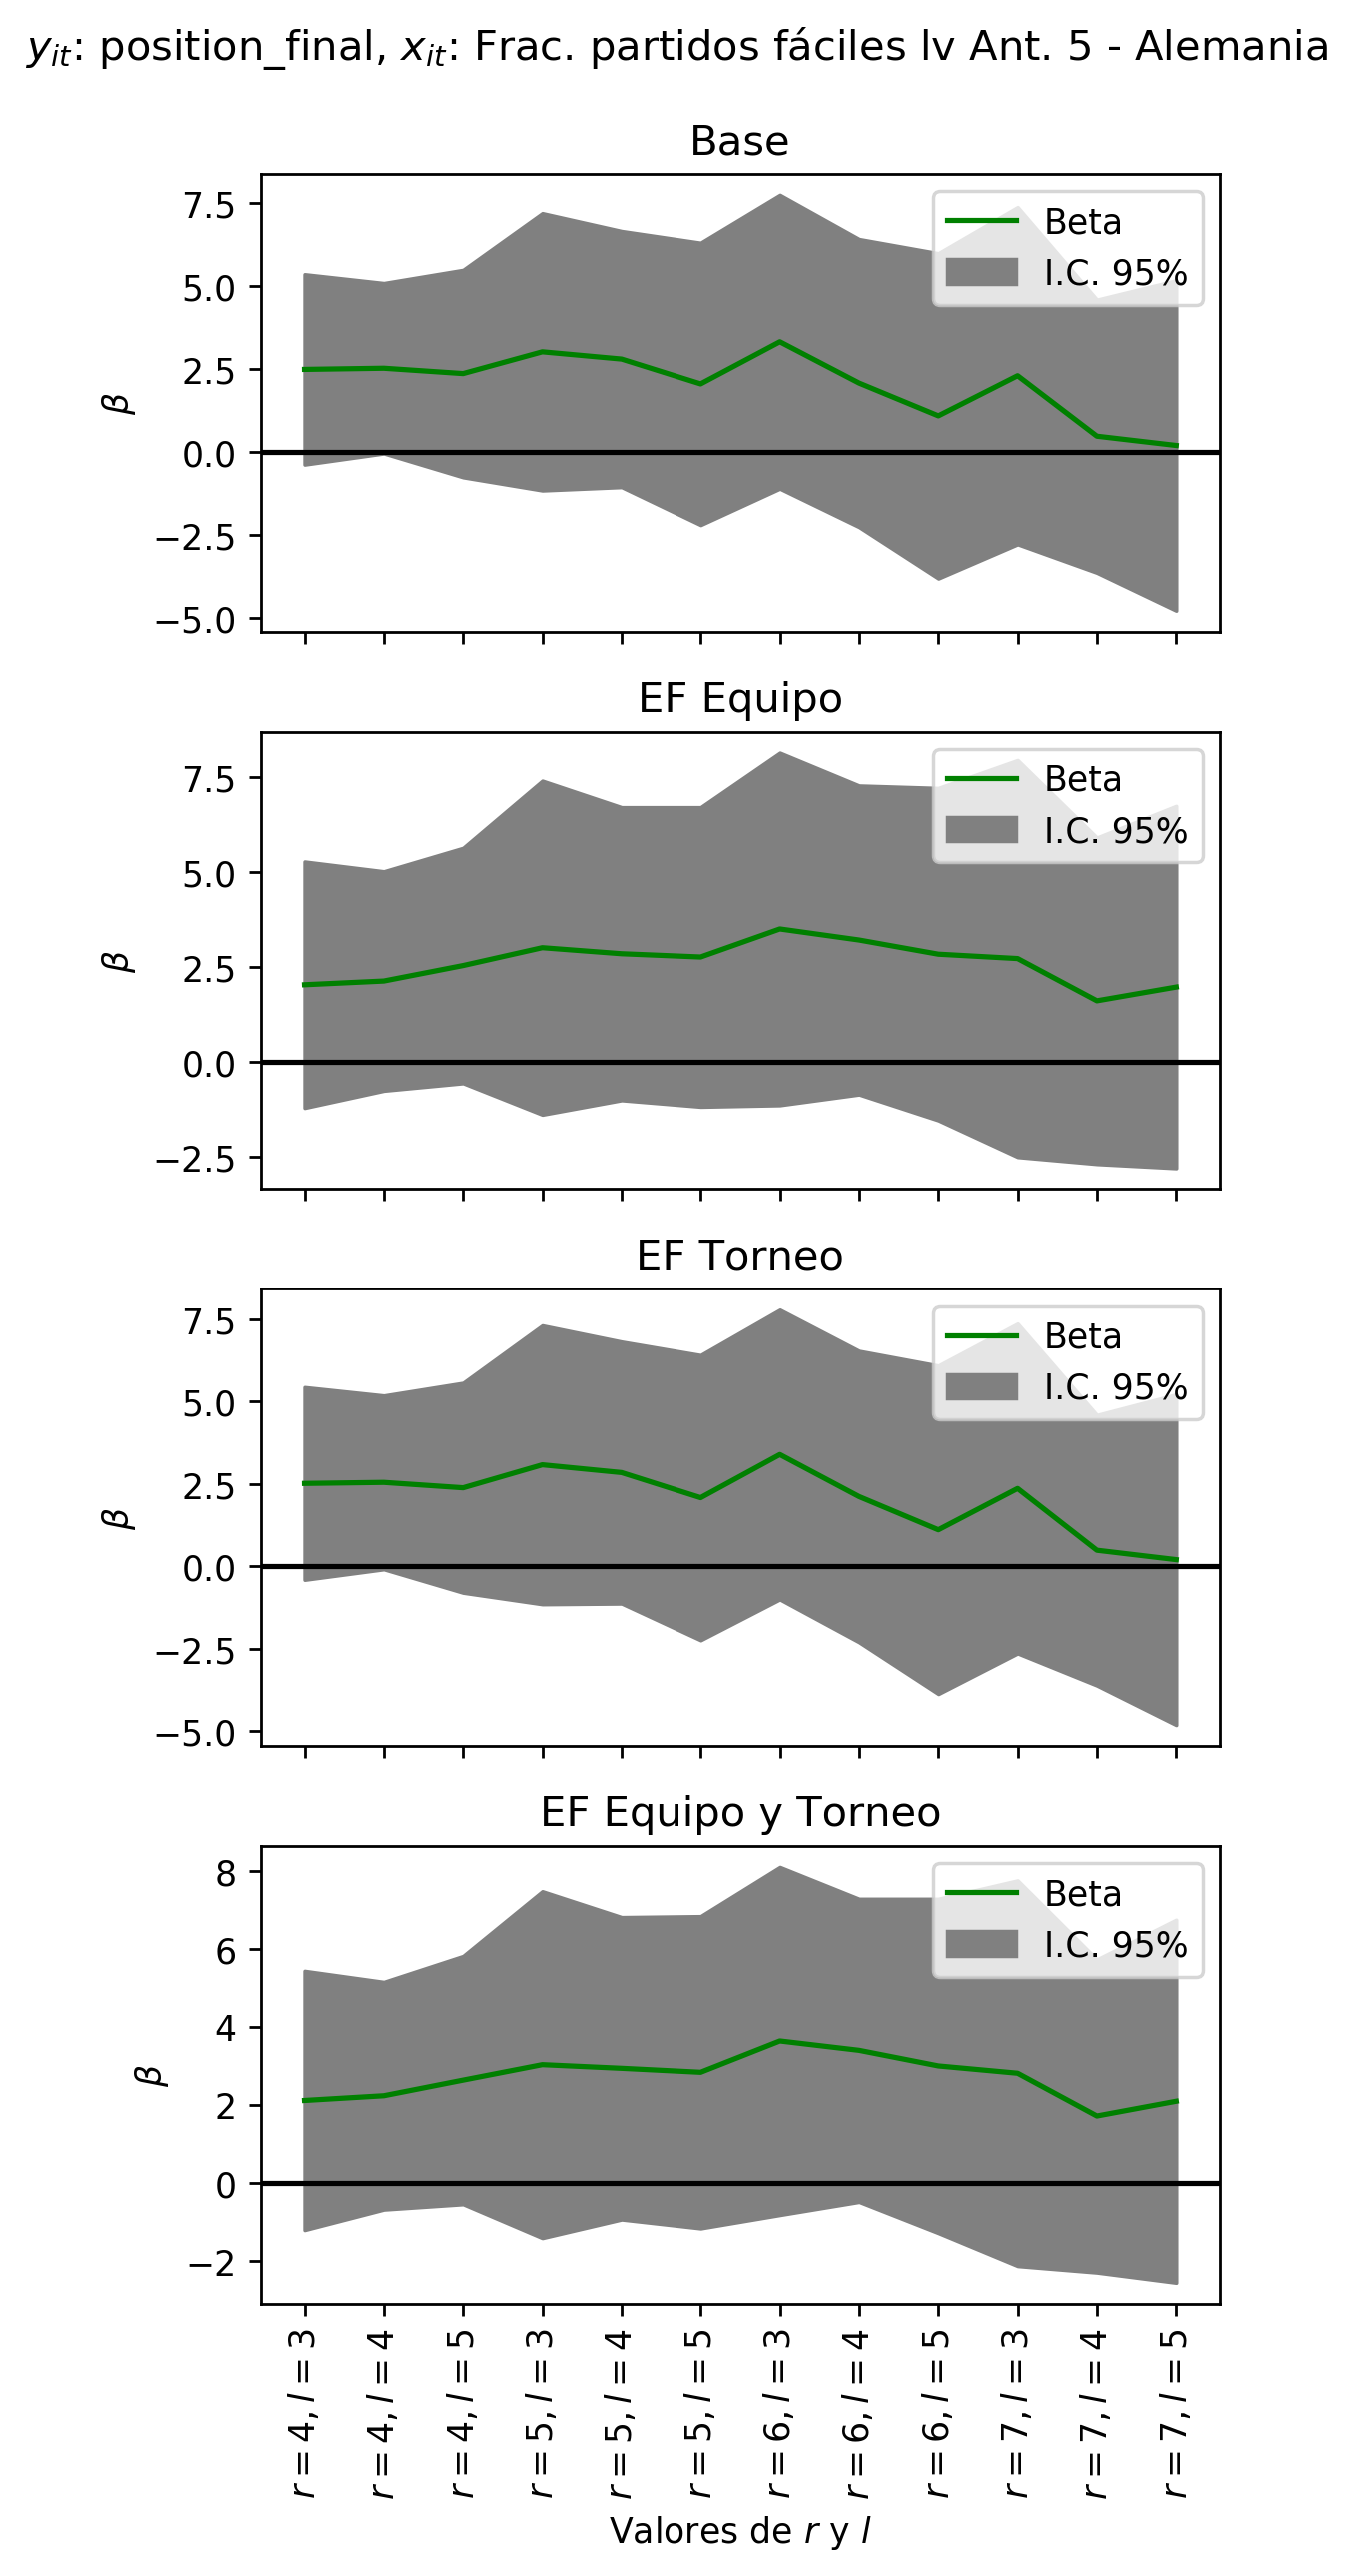 y_it: position_final, x_it: Frac. partidos fáciles lv Ant. 5 - Alemania
Base
7.5
5.0
2.5
0.0
−2.5
−5.0
β
Beta
I.C. 95%
EF Equipo
7.5
5.0
2.5
0.0
−2.5
β
Beta
I.C. 95%
EF Torneo
7.5
5.0
2.5
0.0
−2.5
−5.0
β
Beta
I.C. 95%
EF Equipo y Torneo
8
6
4
2
0
−2
β
Beta
I.C. 95%
r = 4, l = 3
r = 4, l = 4
r = 4, l = 5
r = 5, l = 3
r = 5, l = 4
r = 5, l = 5
r = 6, l = 3
r = 6, l = 4
r = 6, l = 5
r = 7, l = 3
r = 7, l = 4
r = 7, l = 5
Valores de r y l